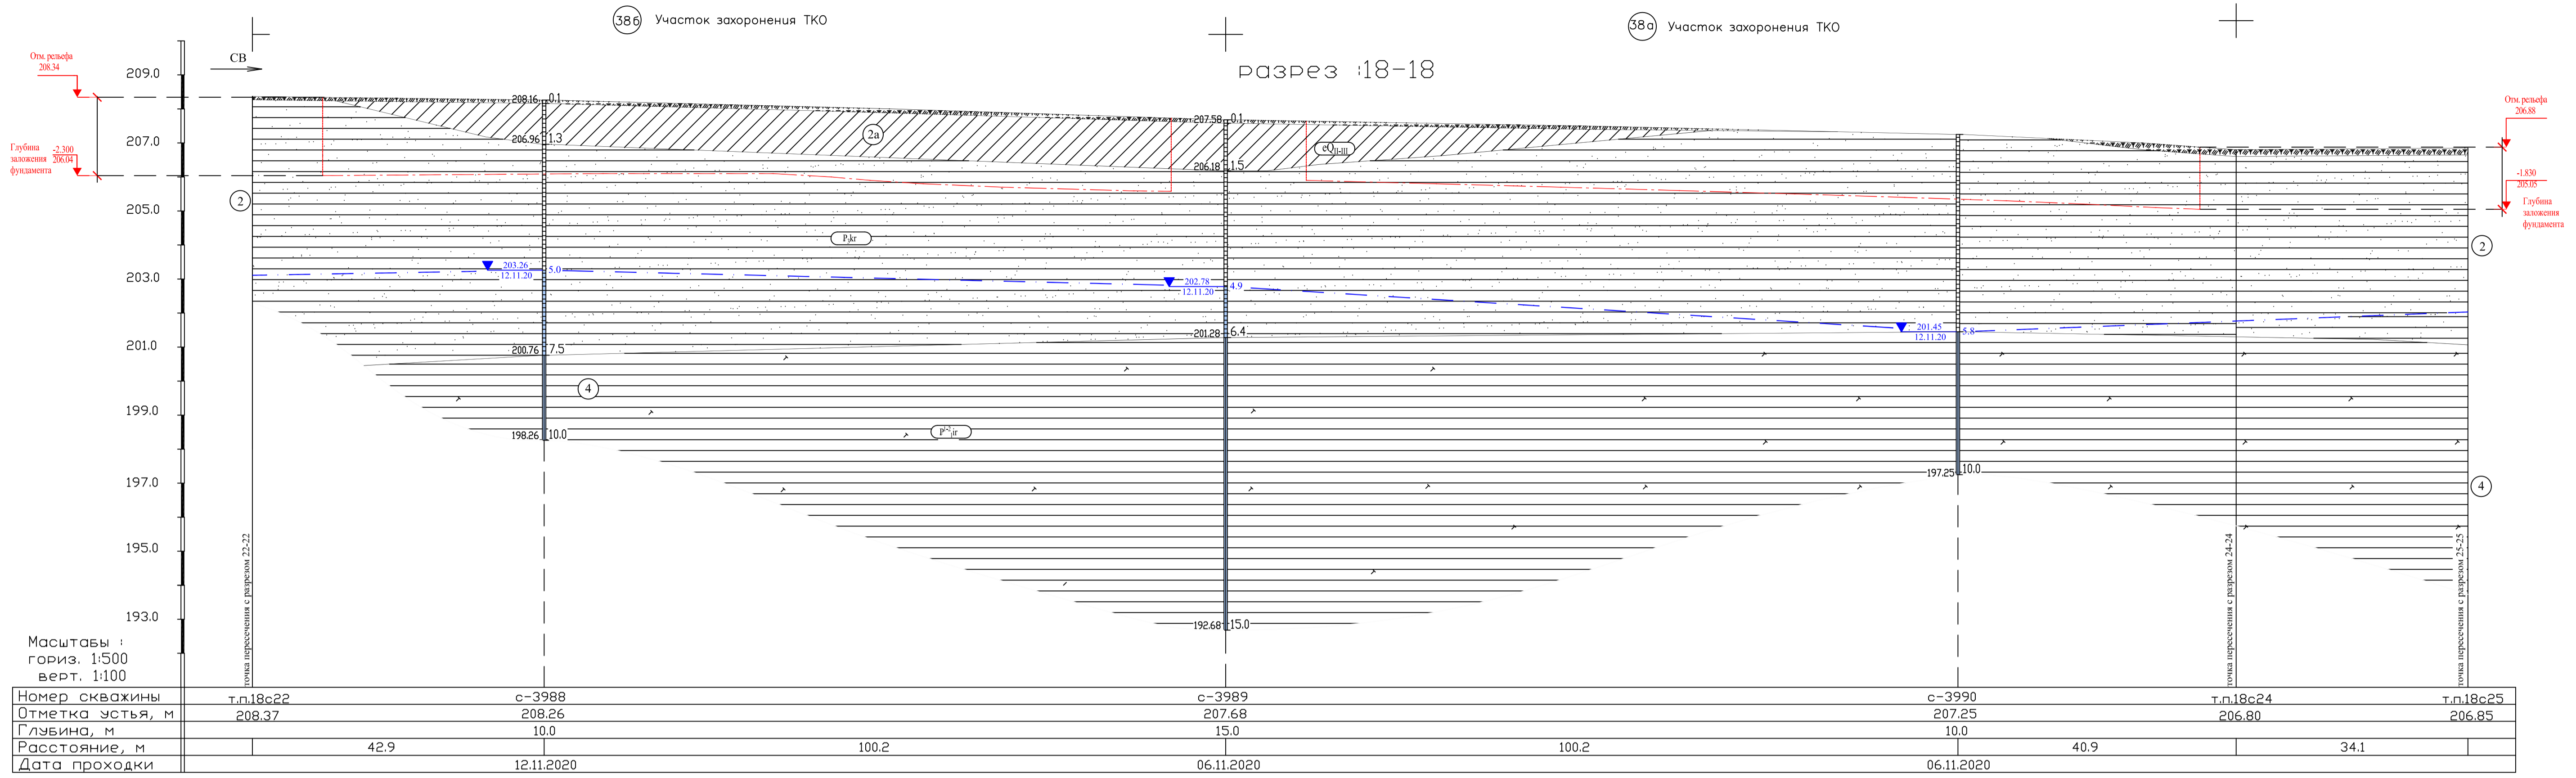 38б Участок захоронения ТКО
38а Участок захоронения ТКО
разрез :18-18
СВ
Отм. рельефа
208.34
Глубина
заложения
фундамента
-2.300
206.04
Отм. рельефа
206.88
-1.830
205.05
Глубина
заложения
фундамента
209.0
207.0
205.0
203.0
201.0
199.0
197.0
195.0
193.0
208.16 0.1
206.96 1.3
203.26
12.11.20
5.0
200.76 7.5
198.26 10.0
207.58 0.1
206.18 1.5
202.78
12.11.20
4.9
201.28 6.4
192.68 15.0
201.45
12.11.20
5.8
197.25 10.0
2а
eQII-III
2
P1kr
2
4
P1-21ir
4
точка пересечения с разрезом 22-22
точка пересечения с разрезом 24-24
точка пересечения с разрезом 25-25
Масштабы :
гориз. 1:500
верт. 1:100
Номер скважины т.п.18с22 с-3988 с-3989 с-3990 т.п.18с24 т.п.18с25
Отметка устья, м 208.37 208.26 207.68 207.25 206.80 206.85
Глубина, м 10.0 15.0 10.0
Расстояние, м 42.9 100.2 100.2 40.9 34.1
Дата проходки 12.11.2020 06.11.2020 06.11.2020